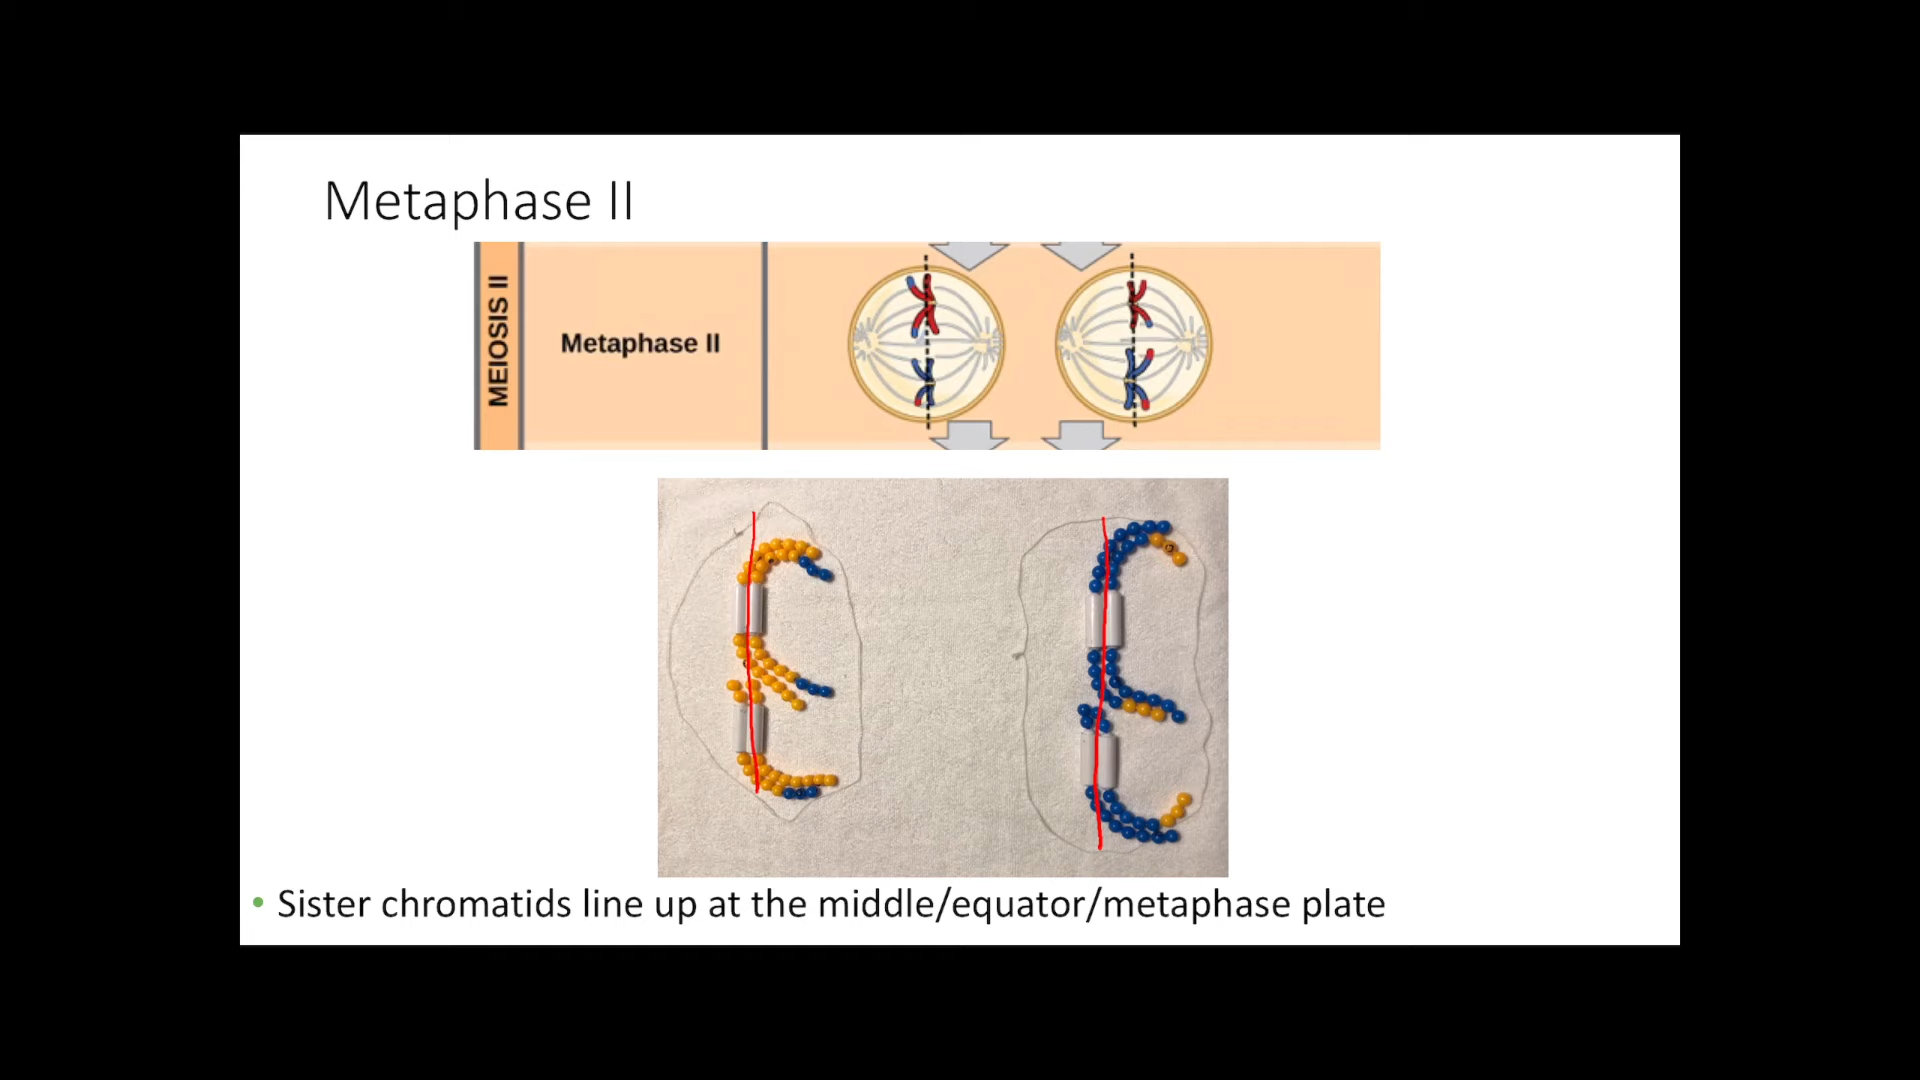 Metaphase II
MEIOSIS II
Metaphase II
• Sister chromatids line up at the middle/equator/metaphase plate